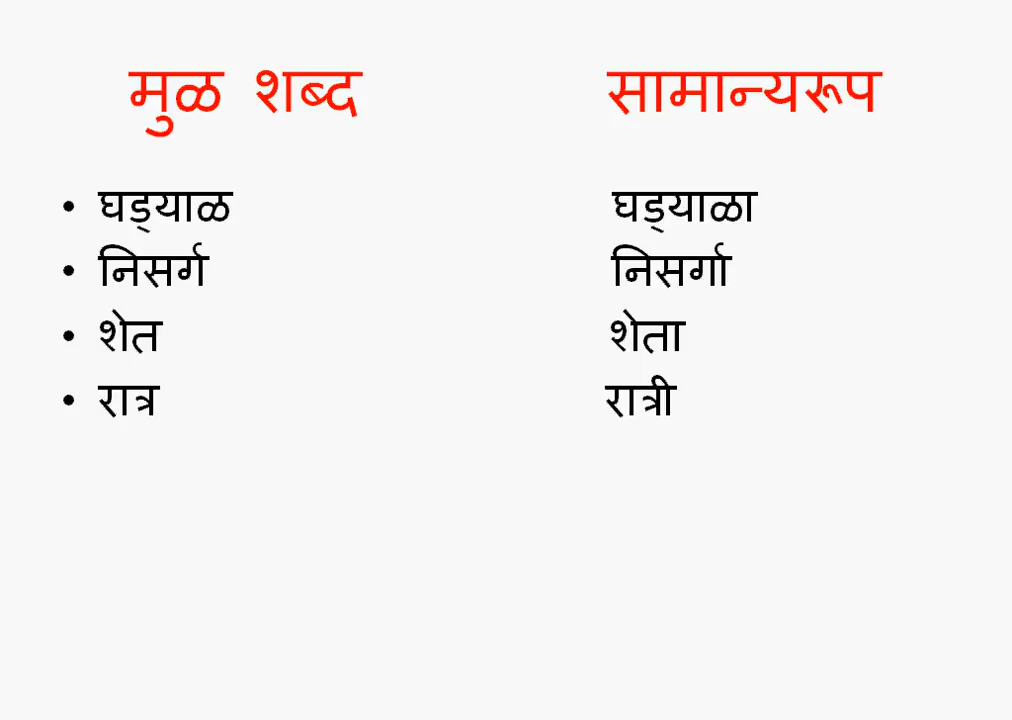 मुळ शब्द सामान्यरूप
• घड्याळ घड्याळा
• निसर्ग निसर्गा
• शेत शेता
• रात्र रात्री